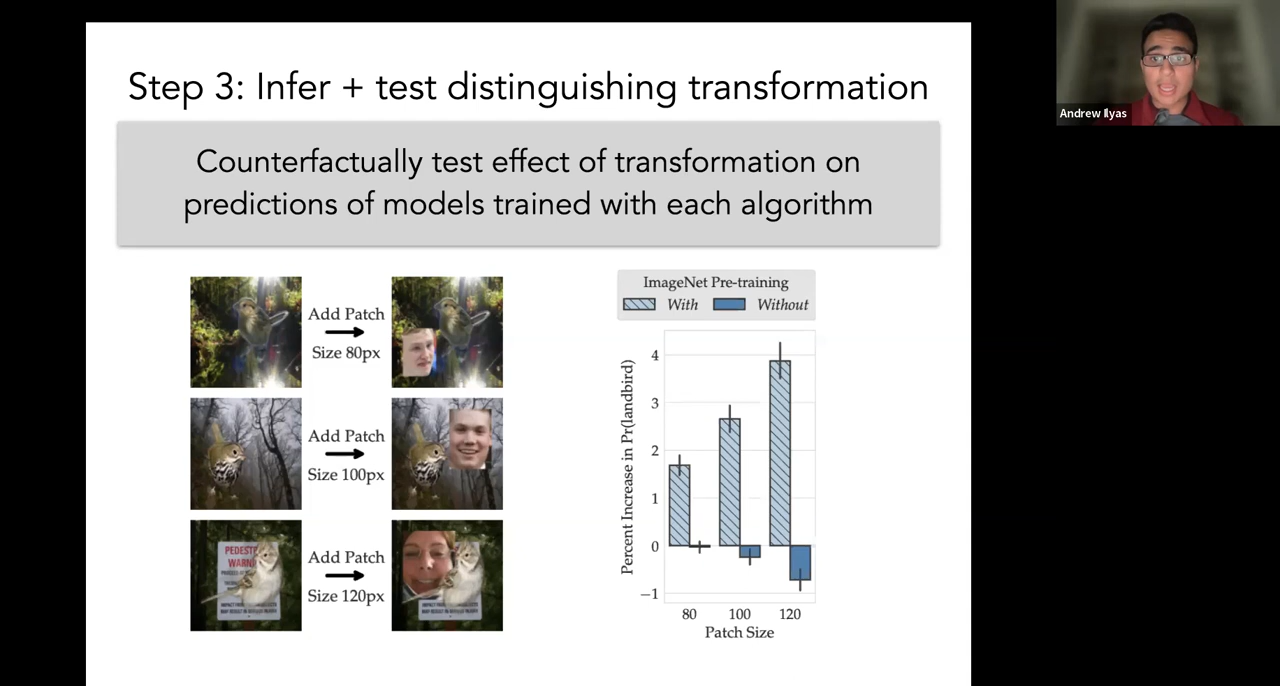 Step 3: Infer + test distinguishing transformation
Counterfactually test effect of transformation on
predictions of models trained with each algorithm
Andrew Ilyas
Add Patch
Size 80px
Add Patch
Size 100px
PEDEST
WARNI
Add Patch
Size 120px
ImageNet Pre-training
With Without
Percent Increase in Pr(landbird)
4
3
2
1
0
−1
80 100 120
Patch Size